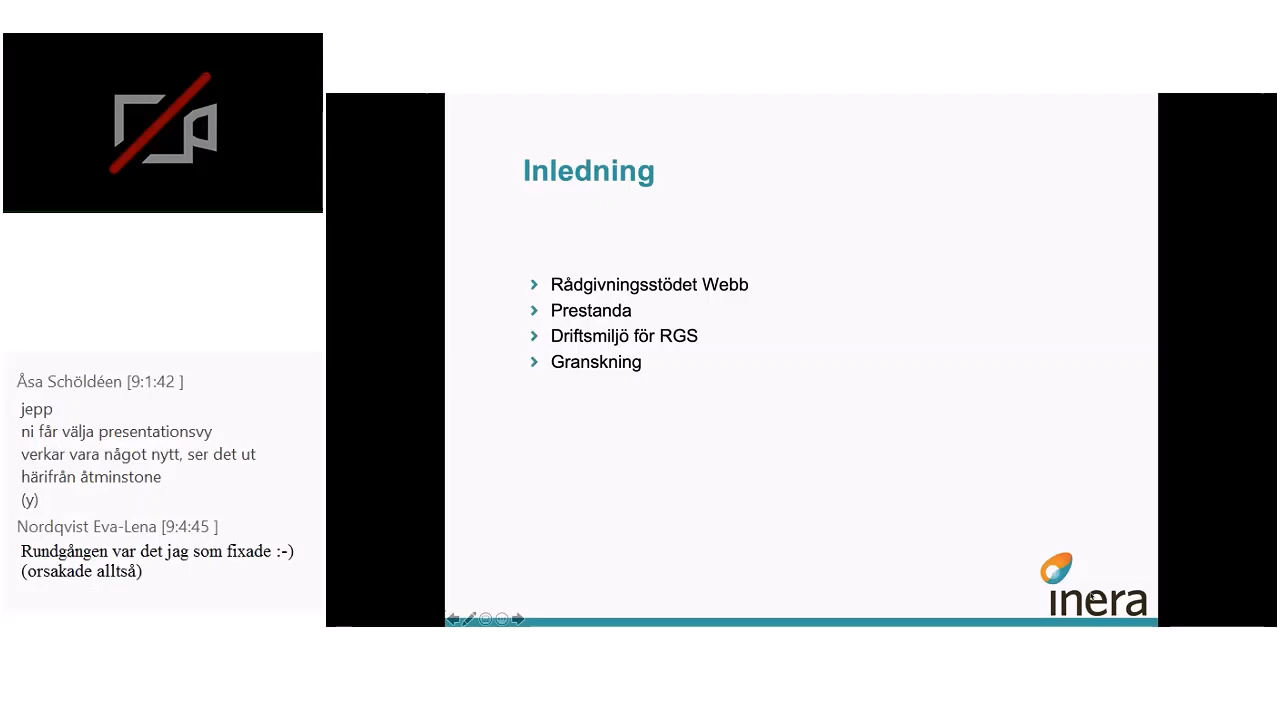 Inledning
Rådgivningsstödet Webb
Prestanda
Driftsmiljö för RGS
Granskning
inera
Åsa Schöldéen [9:1:42 ]
jepp
ni får välja presentationsvy
verkar vara något nytt, ser det ut
härifrån åtminstone
(y)
Nordqvist Eva-Lena [9:4:45 ]
Rundgången var det jag som fixade :-)
(orsakade alltså)